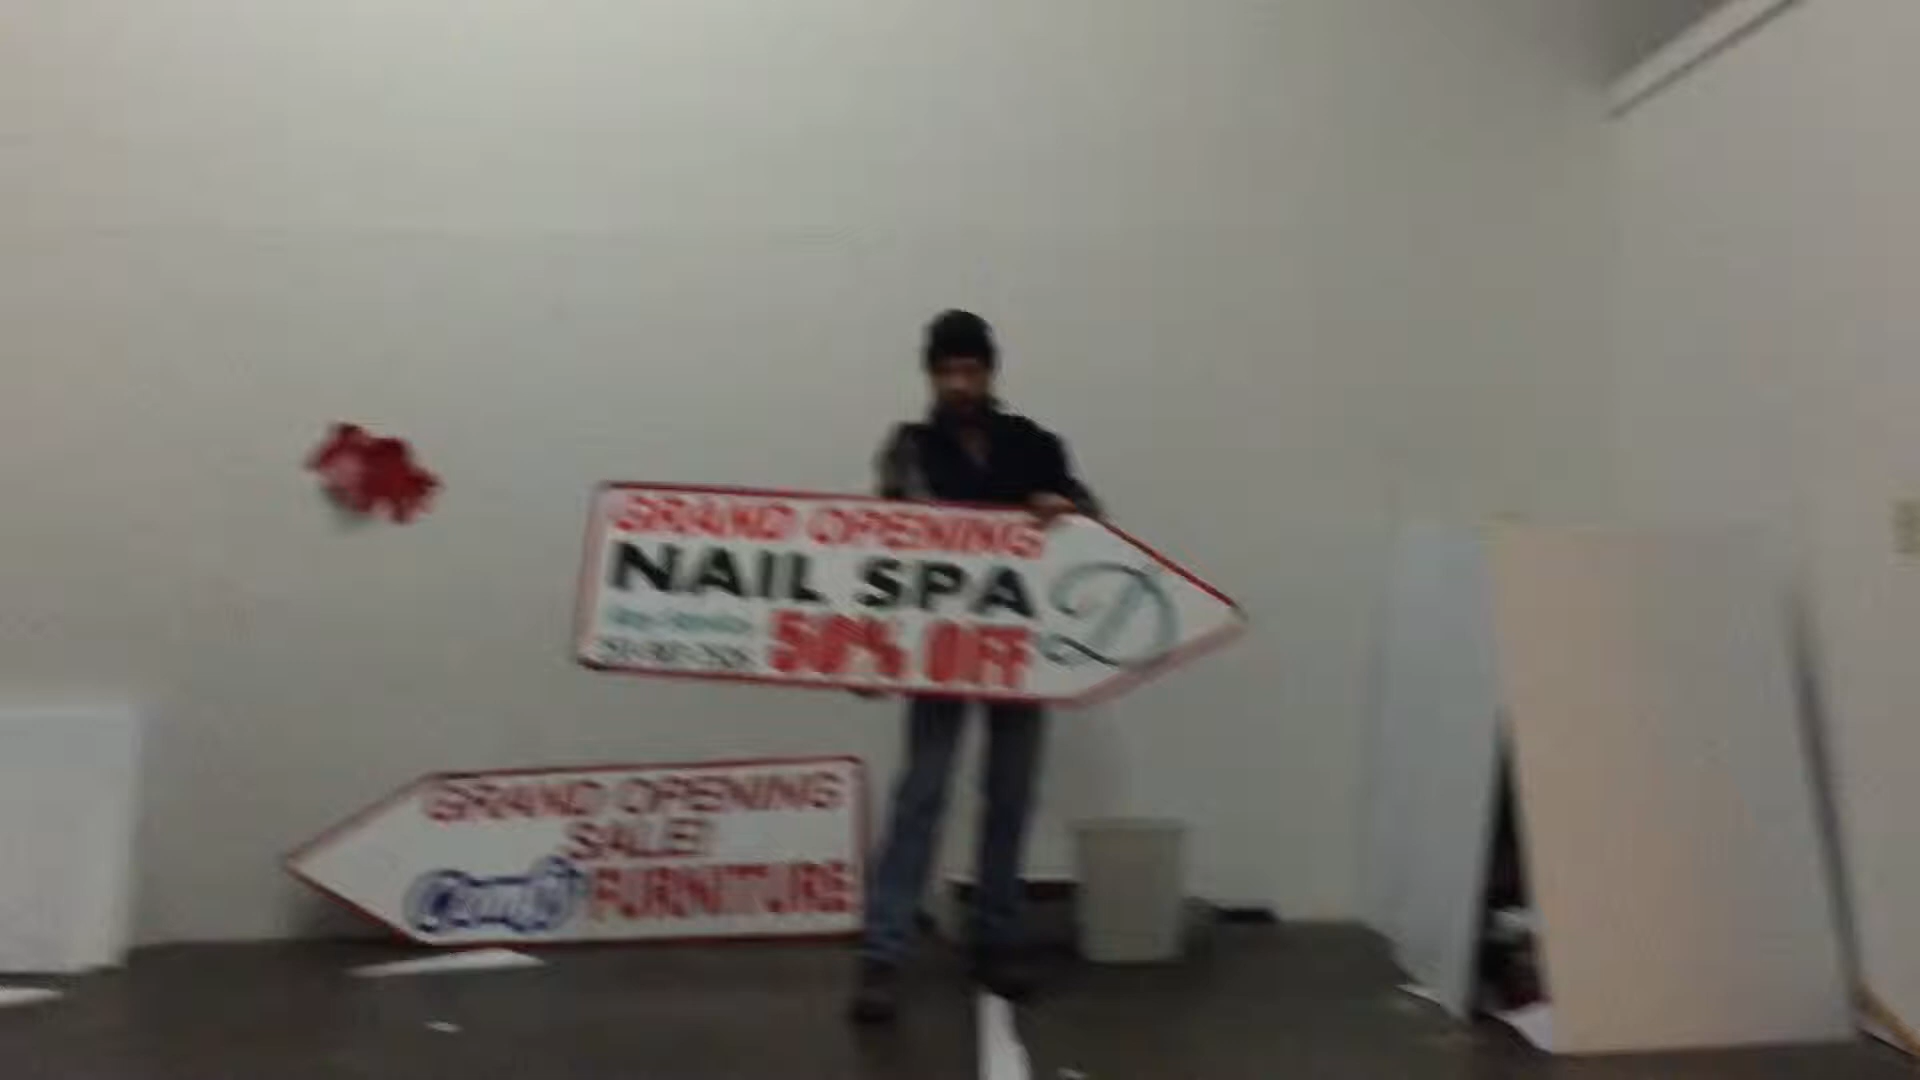 GRAND OPENING
NAIL SPA
50% OFF
D
GRAND OPENING
SALE!
FURNITURE